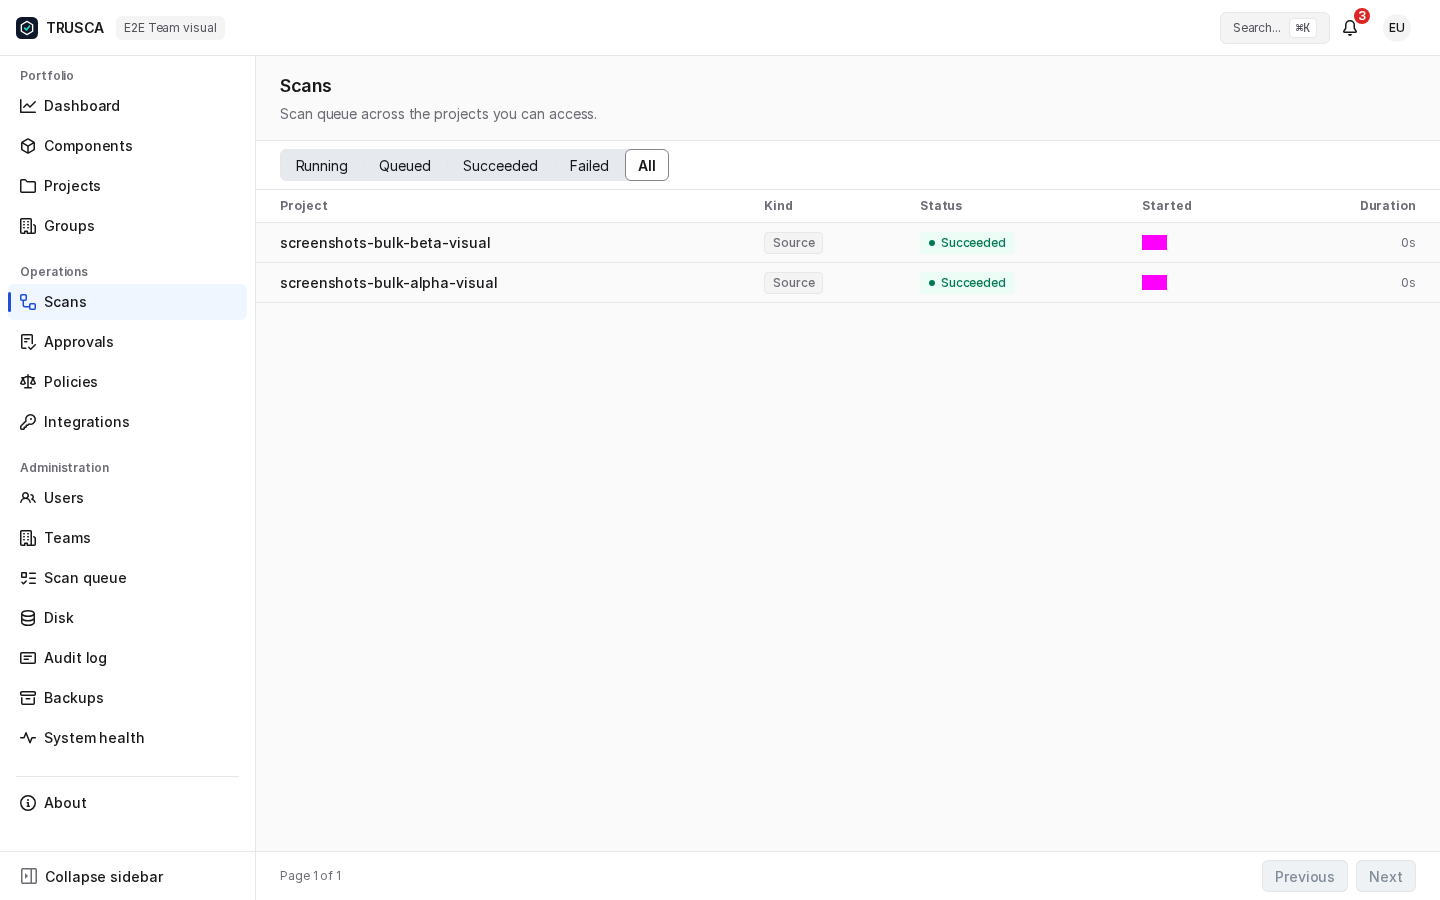 TRUSCA
E2E Team visual
Search...
⌘K
3
EU
Portfolio
Dashboard
Components
Projects
Groups
Operations
Scans
Approvals
Policies
Integrations
Administration
Users
Teams
Scan queue
Disk
Audit log
Backups
System health
About
Collapse sidebar
Scans
Scan queue across the projects you can access.
Running Queued Succeeded Failed All
Project Kind Status Started Duration
screenshots-bulk-beta-visual Source Succeeded 0s
screenshots-bulk-alpha-visual Source Succeeded 0s
Page 1 of 1
Previous Next